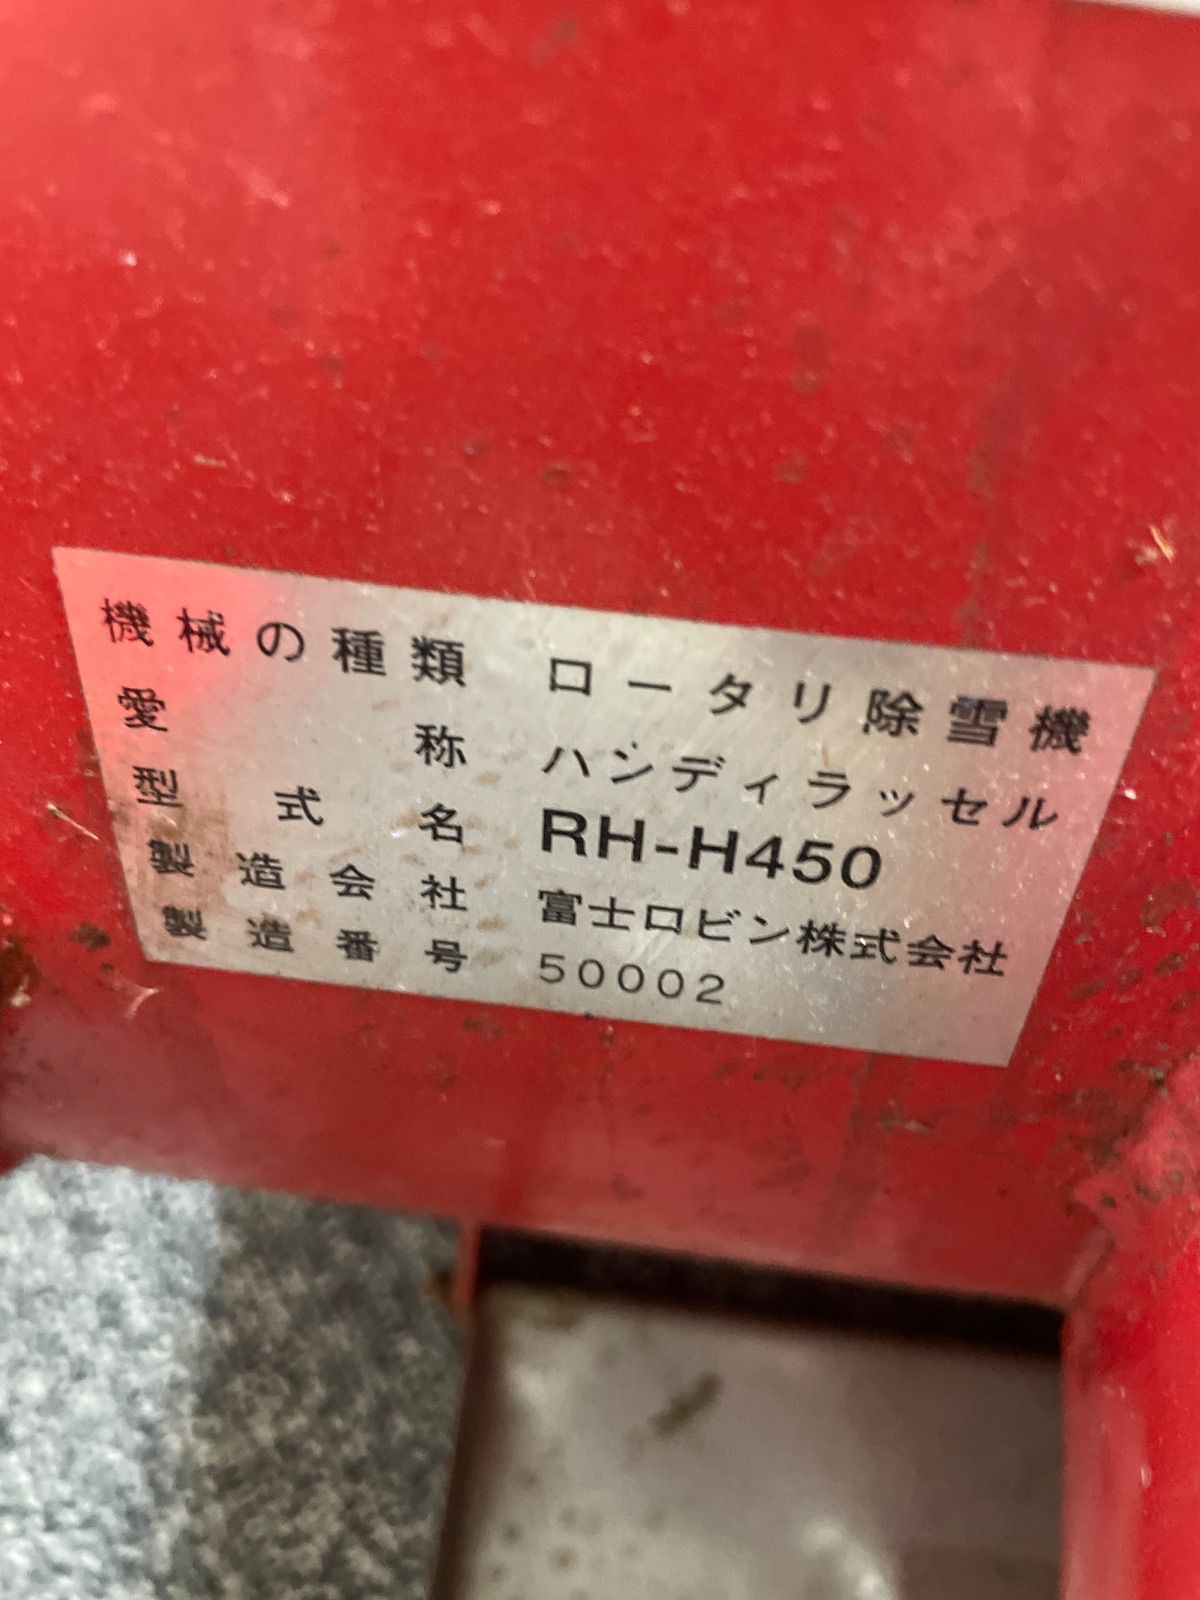 機械の種類 ロータリ除雪機
愛称 ハンディラッセル
型式名 RH-H450
製造会社 富士ロビン株式会社
製造番号 50002